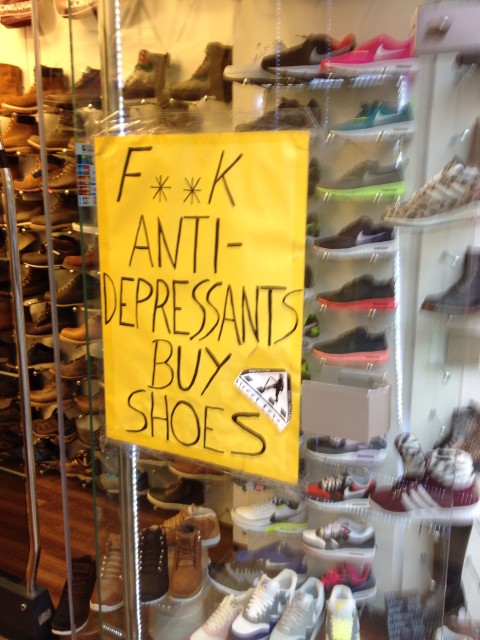 F**K
ANTI-
DEPRESSANTS
BUY
SHOES